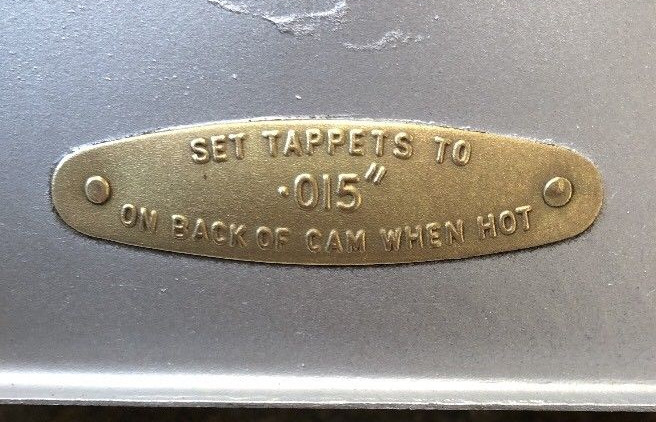 SET TAPPETS TO
·015"
ON BACK OF CAM WHEN HOT